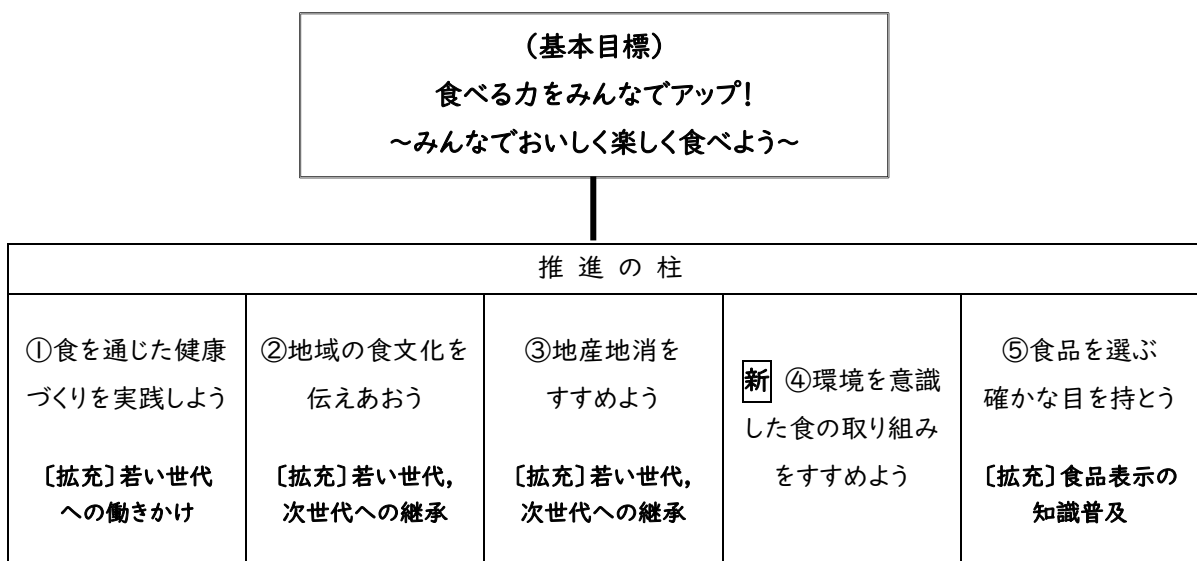 (基本目標)
食べる力をみんなでアップ!
~みんなでおいしく楽しく食べよう~
推進の柱
①食を通じた健康
づくりを実践しよう
〔拡充〕若い世代
への働きかけ
②地域の食文化を
伝えあおう
〔拡充〕若い世代,
次世代への継承
③地産地消を
すすめよう
〔拡充〕若い世代,
次世代への継承
新 ④環境を意識
した食の取り組み
をすすめよう
⑤食品を選ぶ
確かな目を持とう
〔拡充〕食品表示の
知識普及